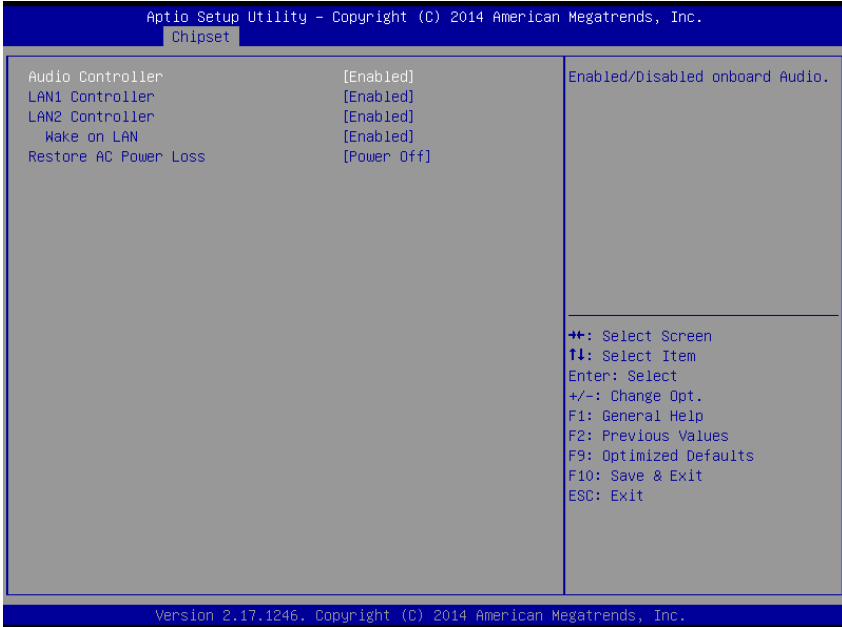 Aptio Setup Utility – Copyright (C) 2014 American Megatrends, Inc.
Chipset
Audio Controller [Enabled]
LAN1 Controller [Enabled]
LAN2 Controller [Enabled]
Wake on LAN [Enabled]
Restore AC Power Loss [Power Off]
Enabled/Disabled onboard Audio.
→←: Select Screen
↑↓: Select Item
Enter: Select
+/-: Change Opt.
F1: General Help
F2: Previous Values
F9: Optimized Defaults
F10: Save & Exit
ESC: Exit
Version 2.17.1246. Copyright (C) 2014 American Megatrends, Inc.